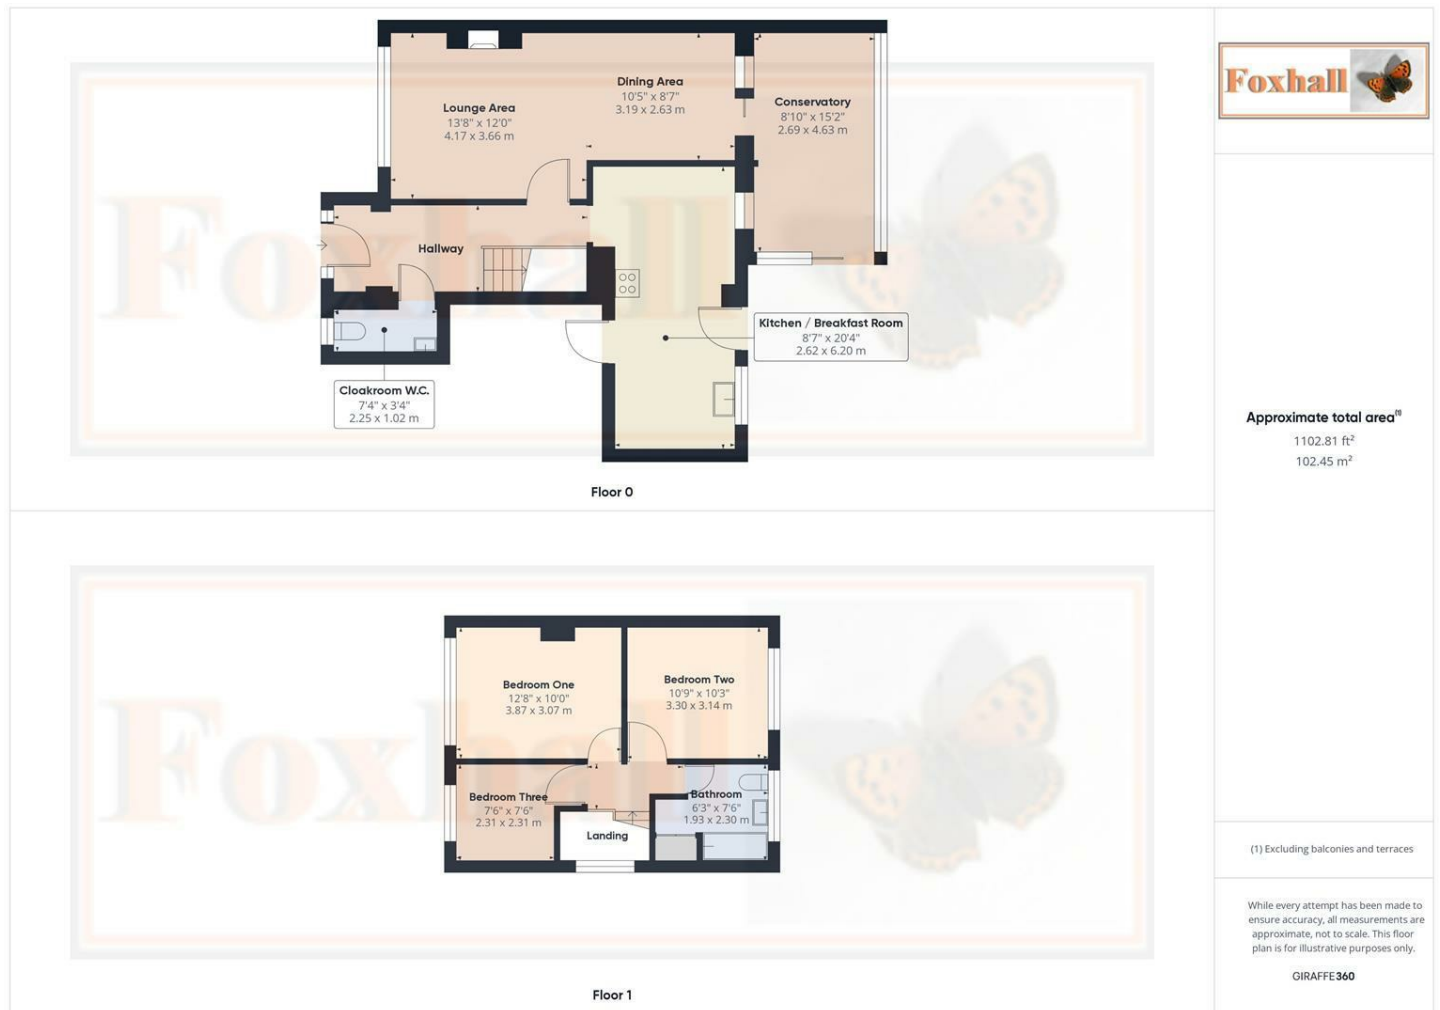 Lounge Area
13'8" x 12'0"
4.17 x 3.66 m
Dining Area
10'5" x 8'7"
3.19 x 2.63 m
Conservatory
8'10" x 15'2"
2.69 x 4.63 m
Hallway
Kitchen / Breakfast Room
8'7" x 20'4"
2.62 x 6.20 m
Cloakroom W.C.
7'4" x 3'4"
2.25 x 1.02 m
Foxhall
Floor 0
Bedroom One
12'8" x 10'0"
3.87 x 3.07 m
Bedroom Two
10'9" x 10'3"
3.30 x 3.14 m
Bedroom Three
7'6" x 7'6"
2.31 x 2.31 m
Bathroom
6'3" x 7'6"
1.93 x 2.30 m
Landing
Foxhall
Floor 1
Foxhall
Approximate total area⁽¹⁾
1102.81 ft²
102.45 m²
(1) Excluding balconies and terraces
While every attempt has been made to
ensure accuracy, all measurements are
approximate, not to scale. This floor
plan is for illustrative purposes only.
GIRAFFE360